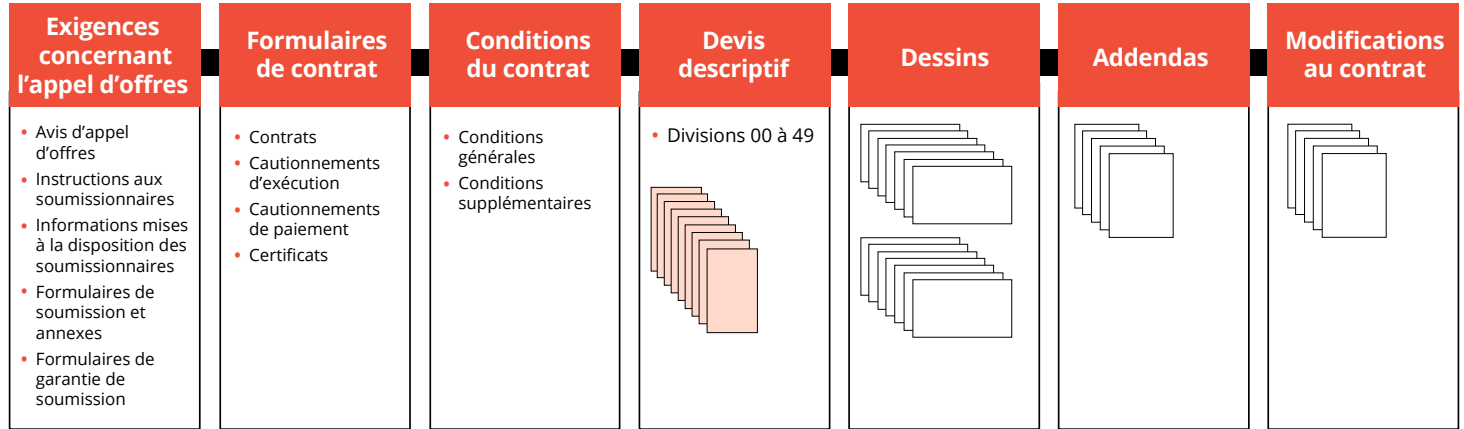 Exigences
concernant
l’appel d’offres
• Avis d’appel
d’offres
• Instructions aux
soumissionnaires
• Informations mises
à la disposition des
soumissionnaires
• Formulaires de
soumission et
annexes
• Formulaires de
garantie de
soumission
Formulaires
de contrat
• Contrats
• Cautionnements
d’exécution
• Cautionnements
de paiement
• Certificats
Conditions
du contrat
• Conditions
générales
• Conditions
supplémentaires
Devis
descriptif
• Divisions 00 à 49
Dessins
Addendas
Modifications
au contrat